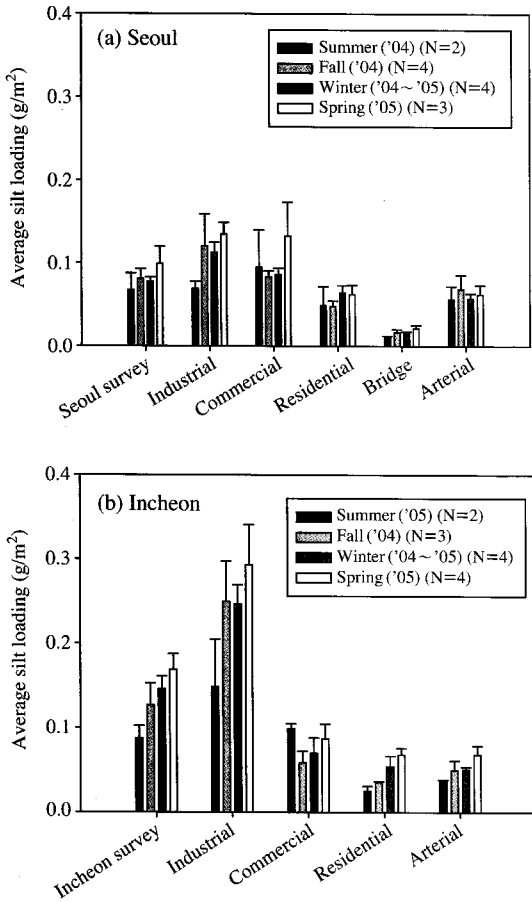 (a) Seoul
Summer ('04) (N=2)
Fall ('04) (N=4)
Winter ('04~'05) (N=4)
Spring ('05) (N=3)
Average silt loading (g/m²)
0.4
0.3
0.2
0.1
0.0
Seoul survey
Industrial
Commercial
Residential
Bridge
Arterial
(b) Incheon
Summer ('05) (N=2)
Fall ('04) (N=3)
Winter ('04~'05) (N=4)
Spring ('05) (N=4)
Average silt loading (g/m²)
0.4
0.3
0.2
0.1
0.0
Incheon survey
Industrial
Commercial
Residential
Arterial